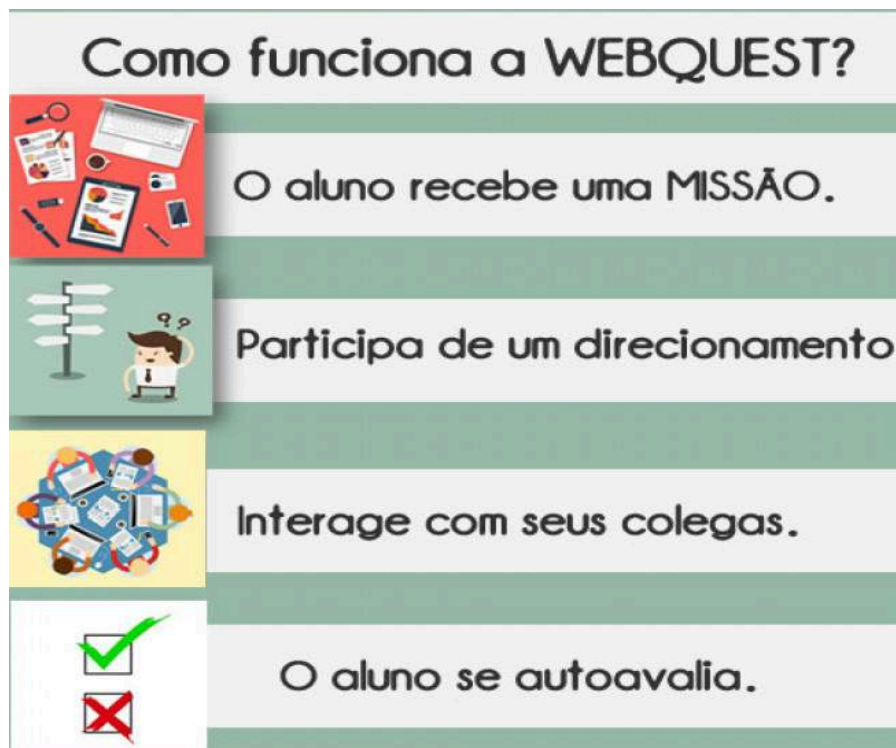 Como funciona a WEBQUEST?
O aluno recebe uma MISSÃO.
Participa de um direcionamento
Interage com seus colegas.
O aluno se autoavalia.